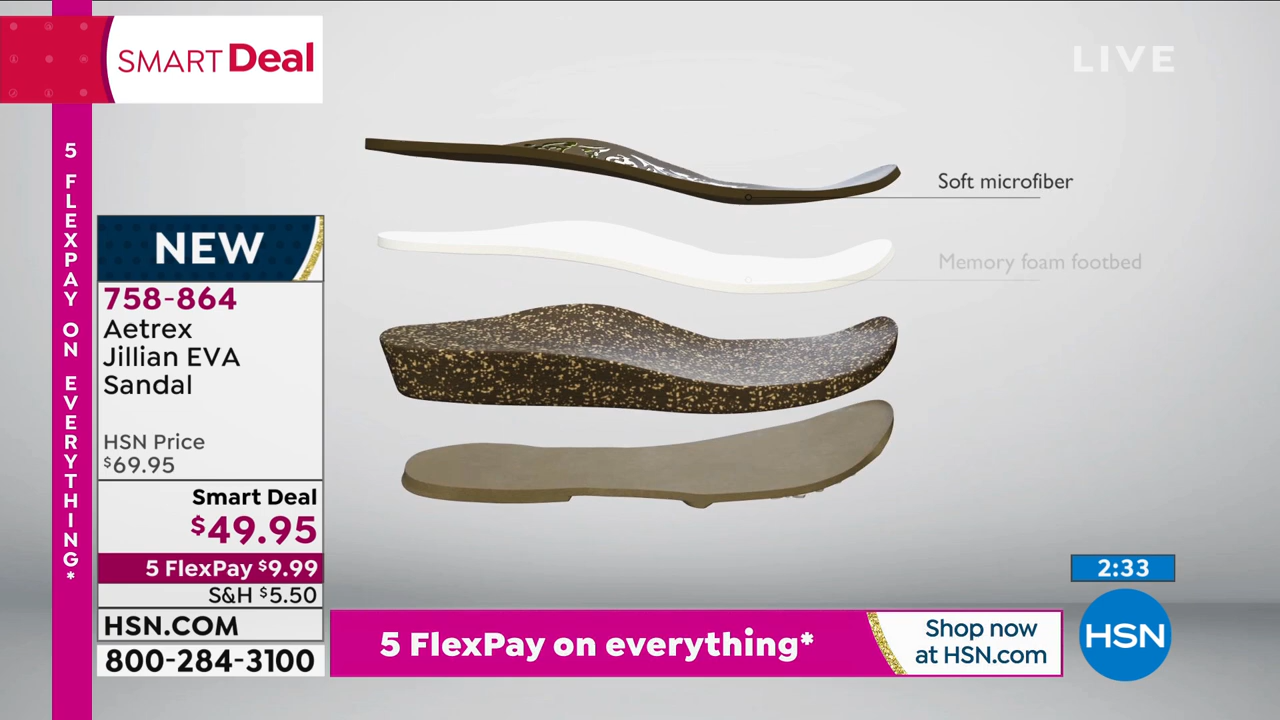 SMART Deal
LIVE
5 FLEXPAY ON EVERYTHING*
Soft microfiber
Memory foam footbed
NEW
758-864
Aetrex
Jillian EVA
Sandal
HSN Price
$69.95
Smart Deal
$49.95
5 FlexPay $9.99
S&H $5.50
HSN.COM
800-284-3100
5 FlexPay on everything*
Shop now
at HSN.com
2:33
HSN